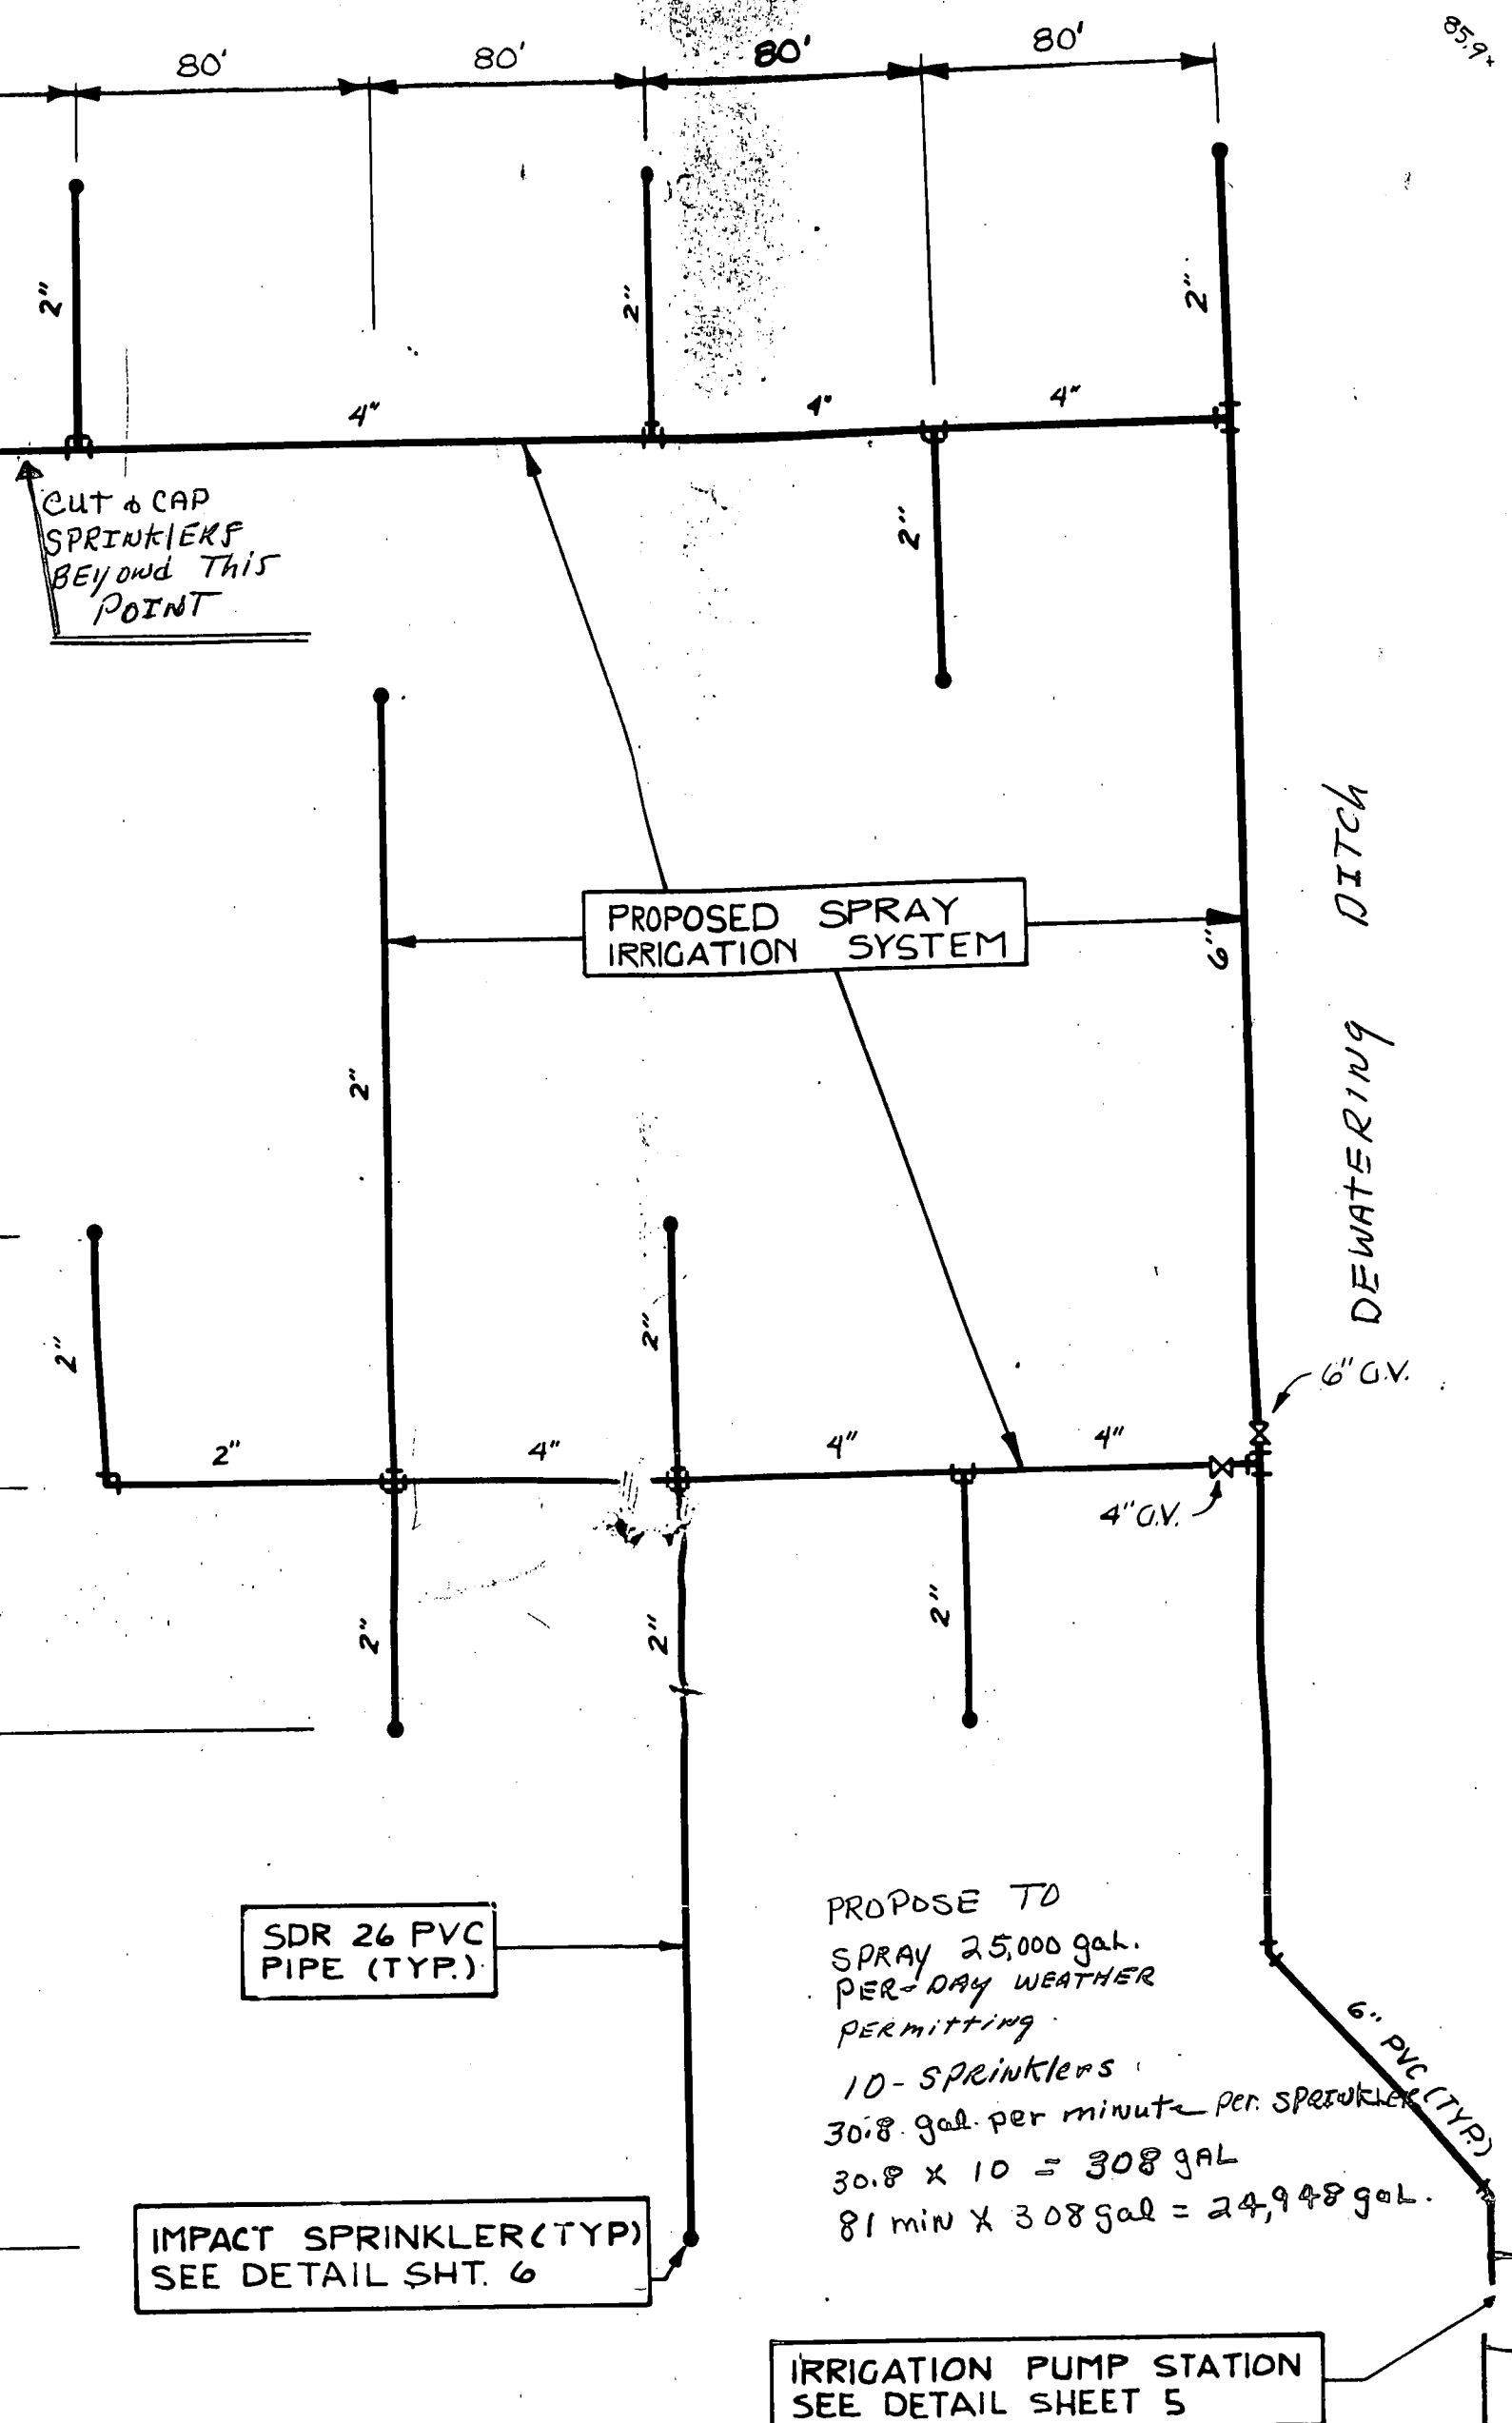 80'
80'
80'
80'
85.9+
2"
2"
2"
4"
4"
4"
CUT & CAP
SPRINKlERS
BEyond This
POINT
2"
PROPOSED SPRAY
IRRIGATION SYSTEM
6"
DEWATERING DITCh
2"
2"
2"
6" G.V.
2"
4"
4"
4"
4" G.V.
2"
2"
2"
SDR 26 PVC
PIPE (TYP.)
PROPOSE TO
SPRAY 25,000 gal.
PER-DAY WEATHER
PERmitting
10- SPRinklers
30.8 gal. per minute per. SPRINKLER
30.8 X 10 = 308 gAL
81 min X 308 gal = 24,948 gal.
6" PVC (TYP.)
IMPACT SPRINKLER (TYP)
SEE DETAIL SHT. 6
IRRIGATION PUMP STATION
SEE DETAIL SHEET 5